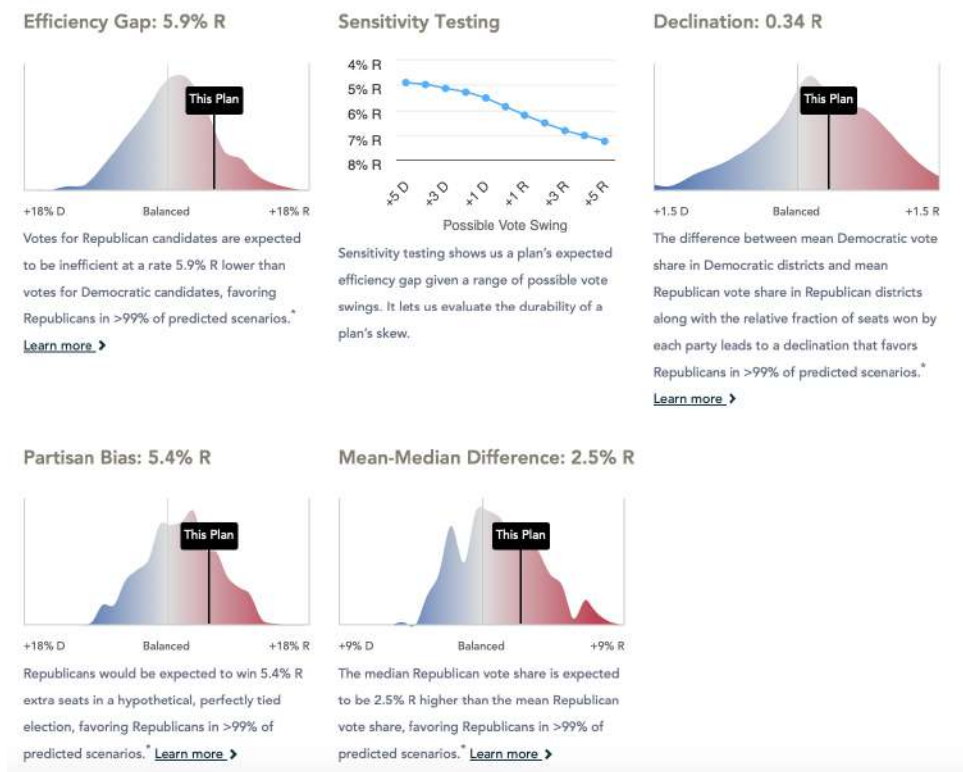 Efficiency Gap: 5.9% R
This Plan
+18% D Balanced +18% R
Votes for Republican candidates are expected
to be inefficient at a rate 5.9% R lower than
votes for Democratic candidates, favoring
Republicans in >99% of predicted scenarios.*
Learn more >
Sensitivity Testing
4% R
5% R
6% R
7% R
8% R
+5 D +3 D +1 D +1 R +3 R +5 R
Possible Vote Swing
Sensitivity testing shows us a plan's expected
efficiency gap given a range of possible vote
swings. It lets us evaluate the durability of a
plan's skew.
Declination: 0.34 R
This Plan
+1.5 D Balanced +1.5 R
The difference between mean Democratic vote
share in Democratic districts and mean
Republican vote share in Republican districts
along with the relative fraction of seats won by
each party leads to a declination that favors
Republicans in >99% of predicted scenarios.*
Learn more >
Partisan Bias: 5.4% R
This Plan
+18% D Balanced +18% R
Republicans would be expected to win 5.4% R
extra seats in a hypothetical, perfectly tied
election, favoring Republicans in >99% of
predicted scenarios.* Learn more >
Mean-Median Difference: 2.5% R
This Plan
+9% D Balanced +9% R
The median Republican vote share is expected
to be 2.5% R higher than the mean Republican
vote share, favoring Republicans in >99% of
predicted scenarios.* Learn more >